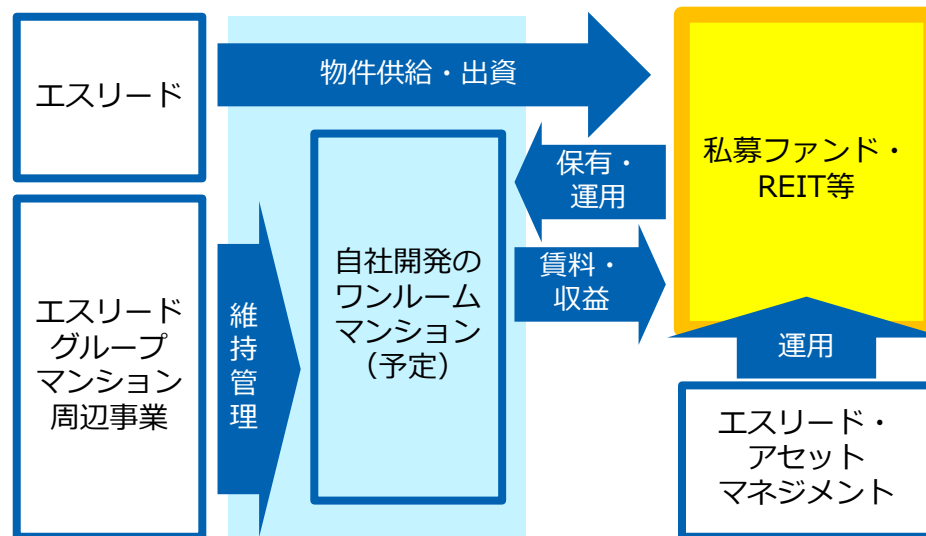 エスリード
物件供給・出資
私募ファンド・
REIT等
保有・
運用
賃料・
収益
エスリード
グループ
マンション
周辺事業
維持管理
自社開発の
ワンルーム
マンション
（予定）
運用
エスリード・
アセット
マネジメント